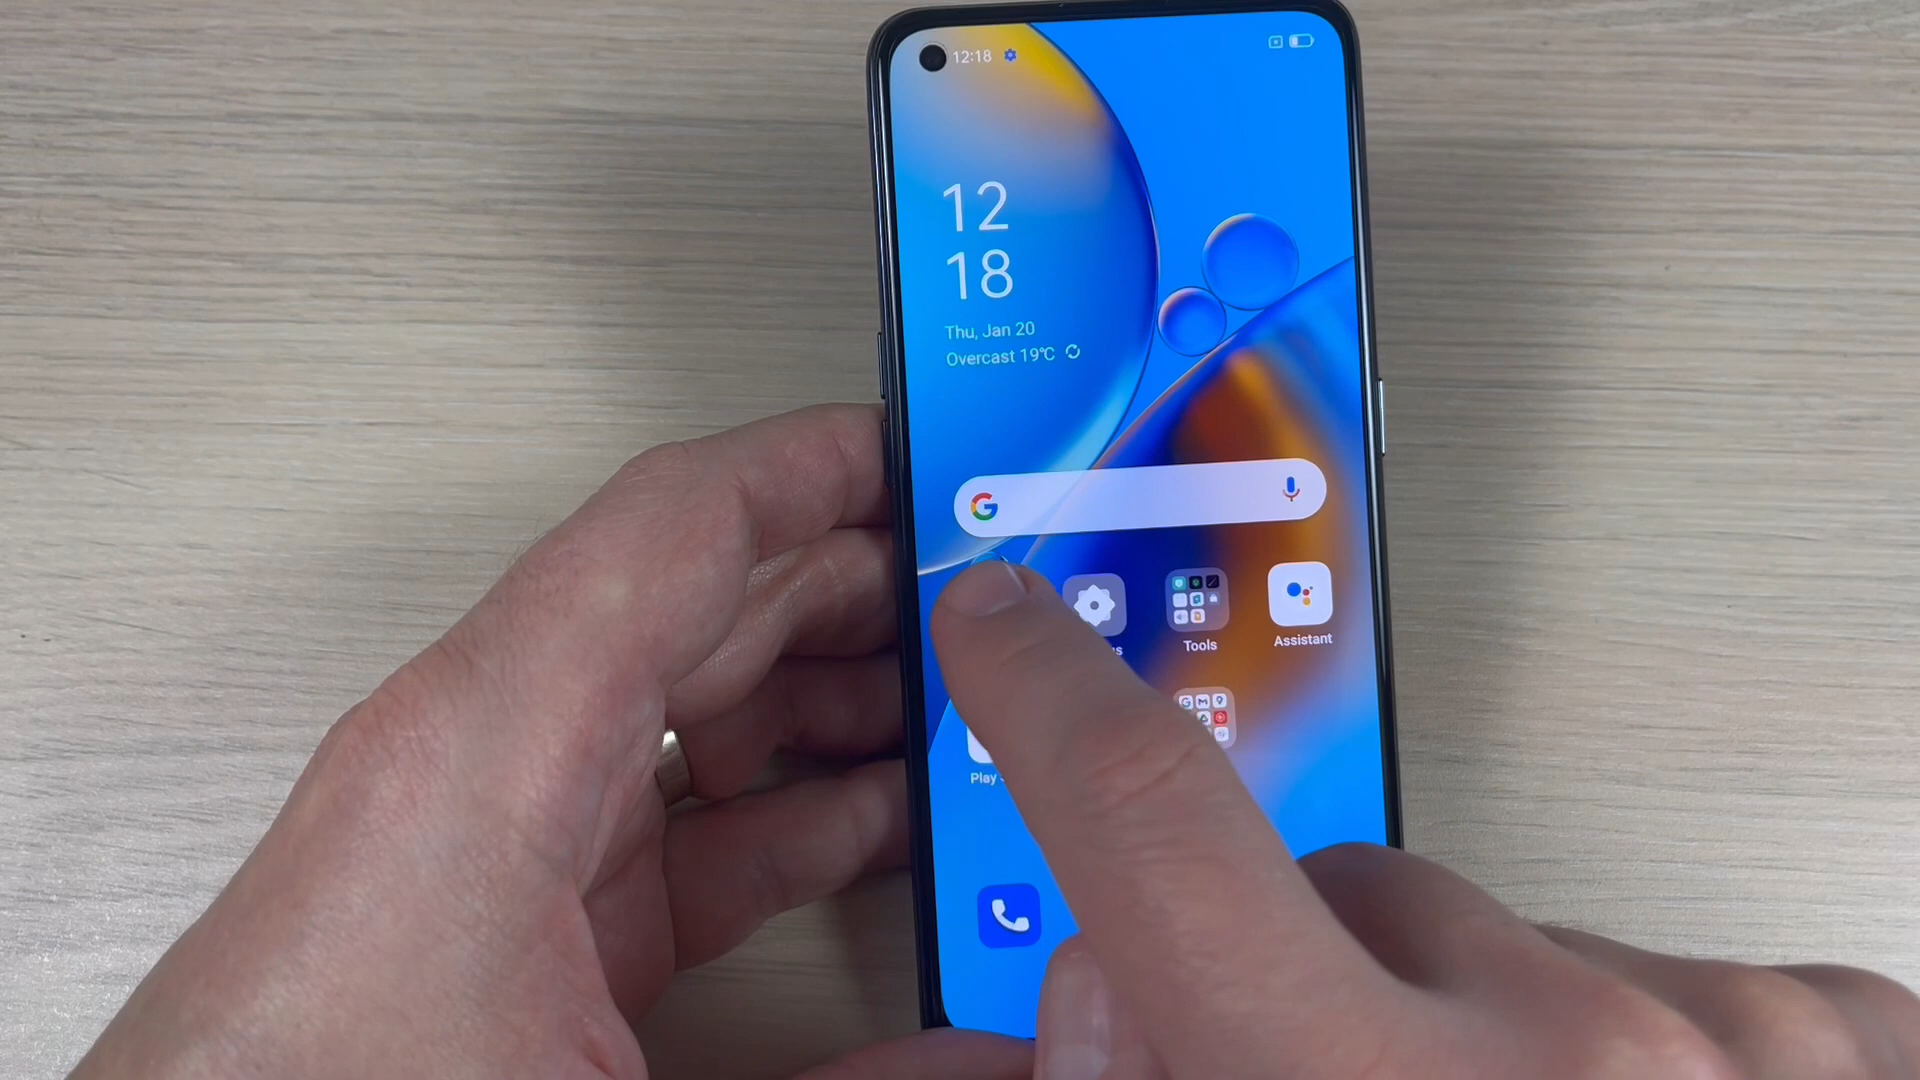 12:18
12
18
Thu, Jan 20
Overcast 19℃
G
Tools
Assistant
Play